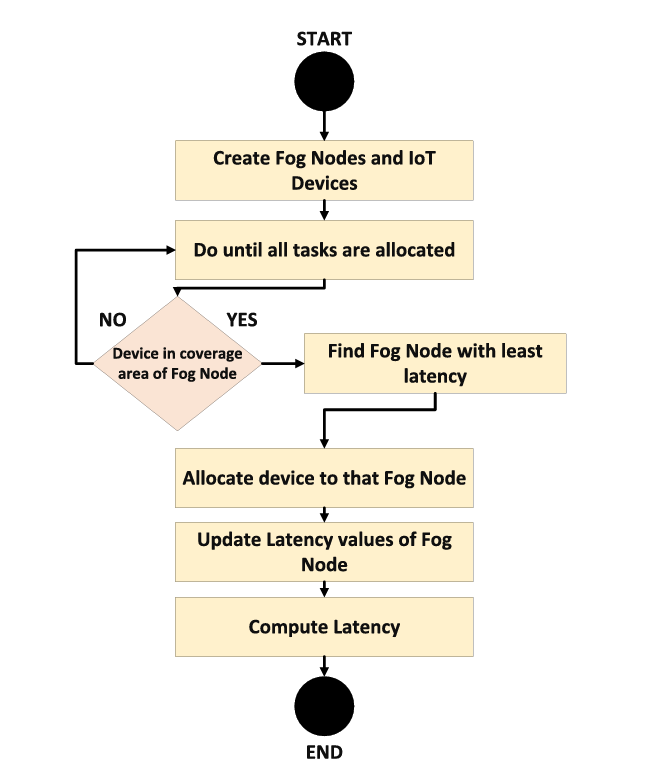 START
Create Fog Nodes and IoT
Devices
Do until all tasks are allocated
NO
YES
Device in coverage
area of Fog Node
Find Fog Node with least
latency
Allocate device to that Fog Node
Update Latency values of Fog
Node
Compute Latency
END